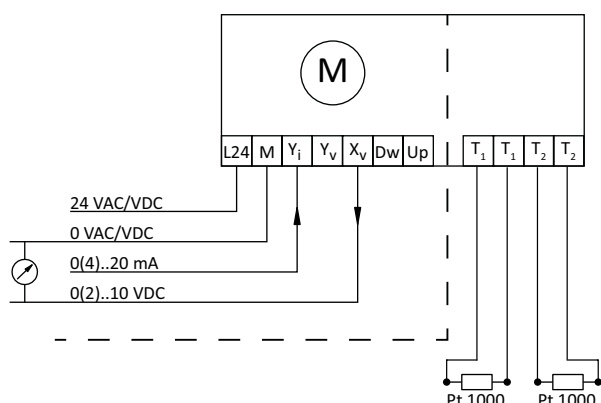 M
L24 M Yi Yv Xv Dw Up T1 T1 T2 T2
24 VAC/VDC
0 VAC/VDC
0(4)..20 mA
0(2)..10 VDC
Pt 1000 Pt 1000